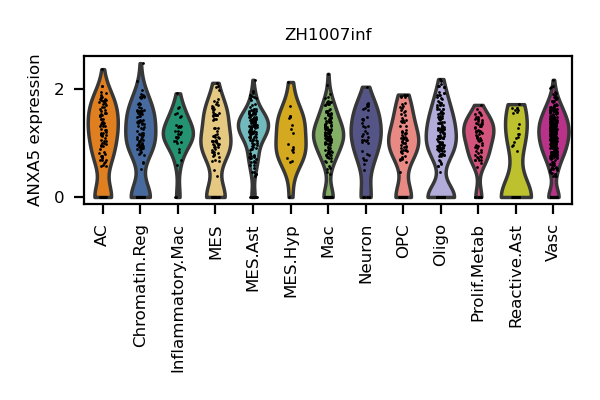 ZH1007inf
ANXA5 expression
2
0
AC
Chromatin.Reg
Inflammatory.Mac
MES
MES.Ast
MES.Hyp
Mac
Neuron
OPC
Oligo
Prolif.Metab
Reactive.Ast
Vasc